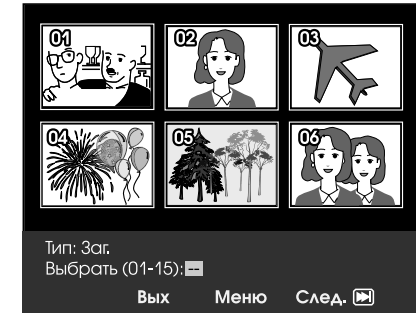 01 02 03
04 05 06
Тип: Заг.
Выбрать (01-15): --
Вых Меню След.